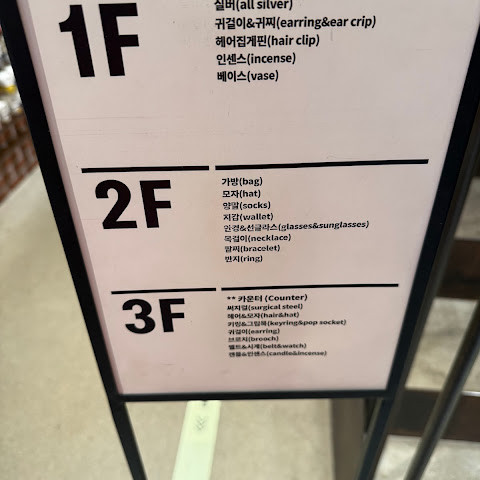 1F
실버(all silver)
귀걸이&귀찌(earring&ear crip)
헤어집게핀(hair clip)
인센스(incense)
베이스(vase)
2F
가방(bag)
모자(hat)
양말(socks)
지갑(wallet)
안경&선글라스(glasses&sunglasses)
목걸이(necklace)
팔찌(bracelet)
반지(ring)
3F
** 카운터 (Counter)
써지컬(surgical steel)
헤어&모자(hair&hat)
키링&그립톡(keyring&pop socket)
귀걸이(earring)
브로치(brooch)
벨트&시계(belt&watch)
캔들&인센스(candle&incense)